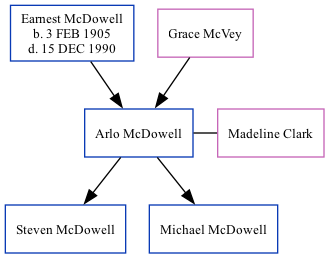 Earnest McDowell
b. 3 FEB 1905
d. 15 DEC 1990
Grace McVey
Arlo McDowell
Madeline Clark
Steven McDowell
Michael McDowell